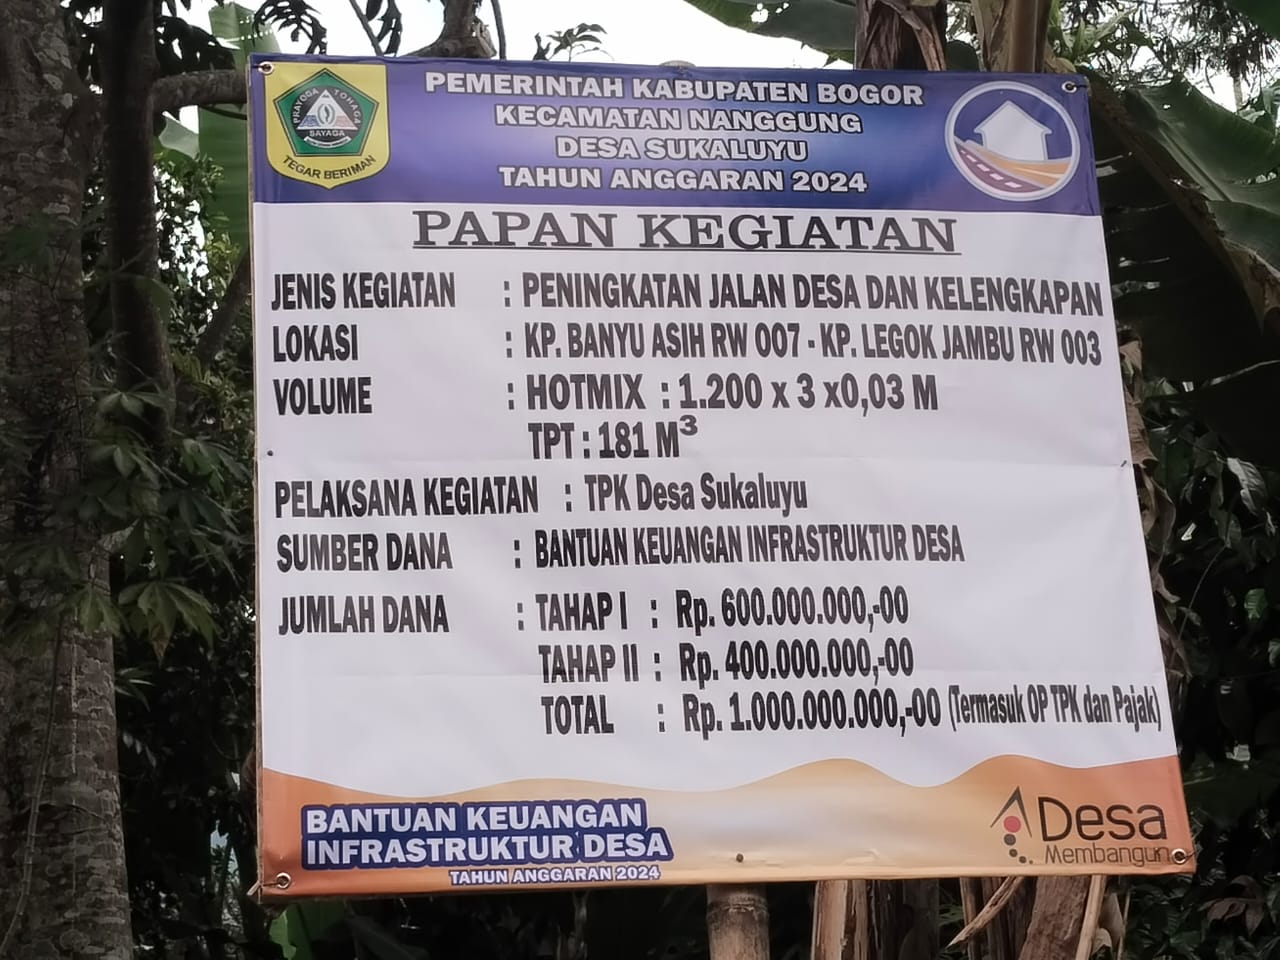 PRAYOGA TOHAGA
SAYAGA
TEGAR BERIMAN
PEMERINTAH KABUPATEN BOGOR
KECAMATAN NANGGUNG
DESA SUKALUYU
TAHUN ANGGARAN 2024
PAPAN KEGIATAN
JENIS KEGIATAN : PENINGKATAN JALAN DESA DAN KELENGKAPAN
LOKASI : KP. BANYU ASIH RW 007 - KP. LEGOK JAMBU RW 003
VOLUME : HOTMIX : 1.200 x 3 x0,03 M
TPT : 181 M³
PELAKSANA KEGIATAN : TPK Desa Sukaluyu
SUMBER DANA : BANTUAN KEUANGAN INFRASTRUKTUR DESA
JUMLAH DANA : TAHAP I : Rp. 600.000.000,-00
TAHAP II : Rp. 400.000.000,-00
TOTAL : Rp. 1.000.000.000,-00 (Termasuk OP TPK dan Pajak)
BANTUAN KEUANGAN
INFRASTRUKTUR DESA
TAHUN ANGGARAN 2024
Desa
Membangun